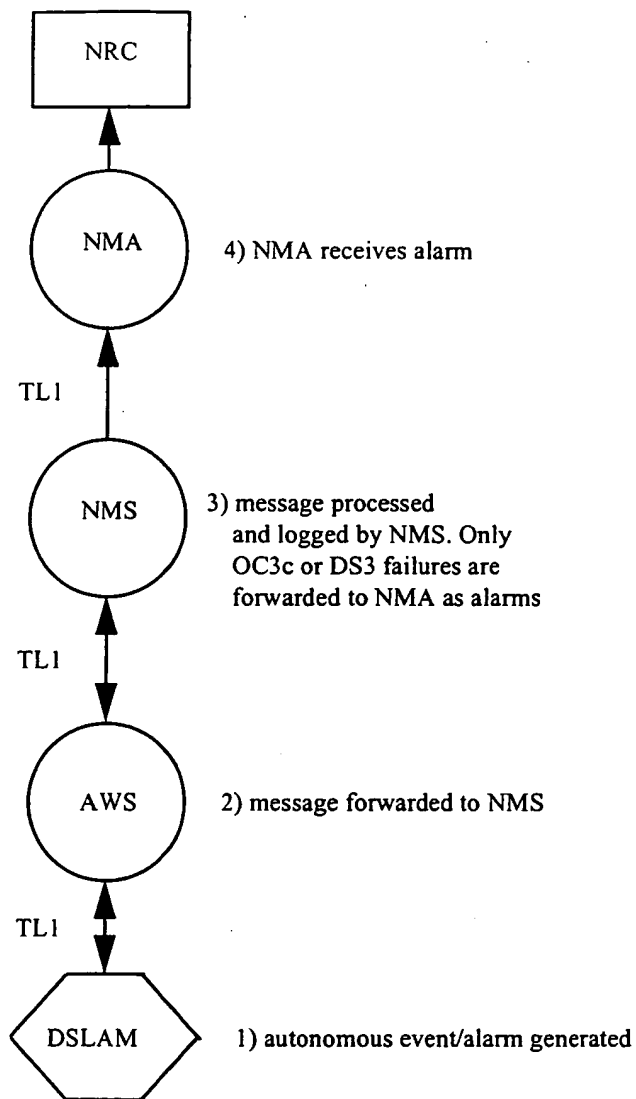 NRC
NMA
4) NMA receives alarm
TL1
NMS
3) message processed
and logged by NMS. Only
OC3c or DS3 failures are
forwarded to NMA as alarms
TL1
AWS
2) message forwarded to NMS
TL1
DSLAM
1) autonomous event/alarm generated